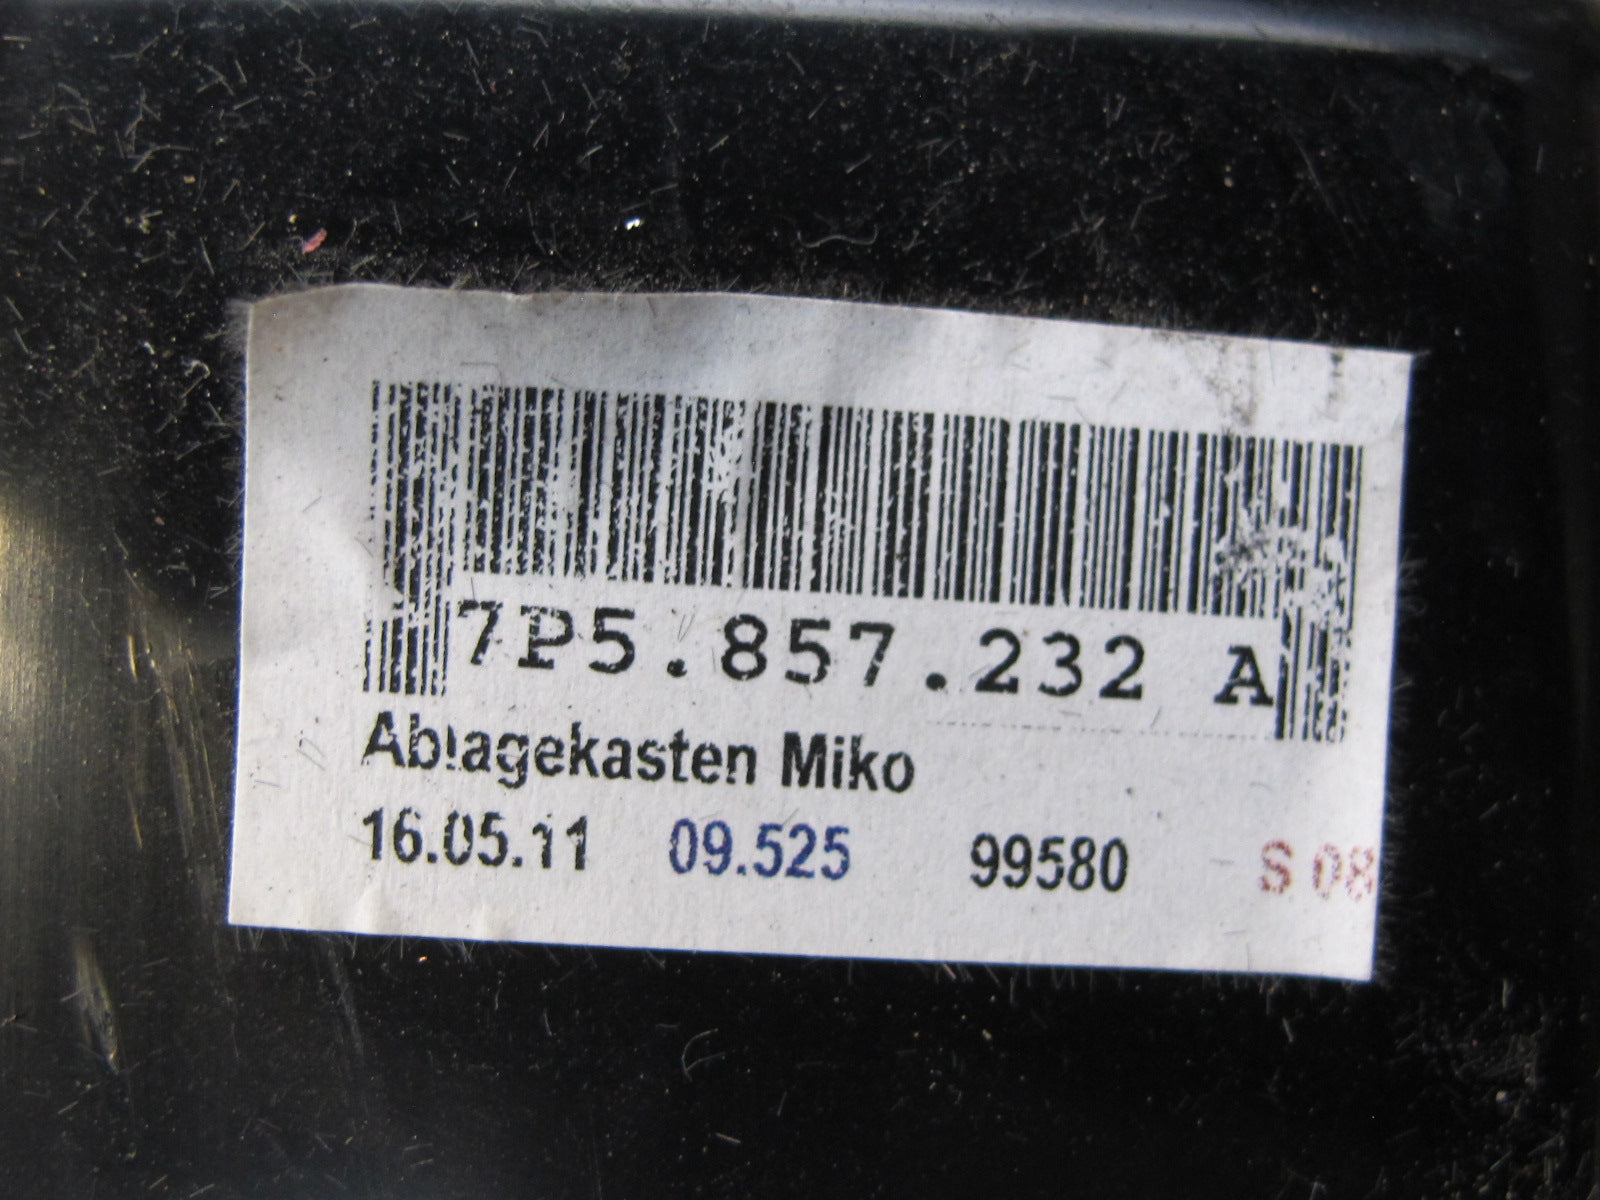 7P5.857.232 A
Ablagekasten Miko
16.05.11 09.525 99580 S 08